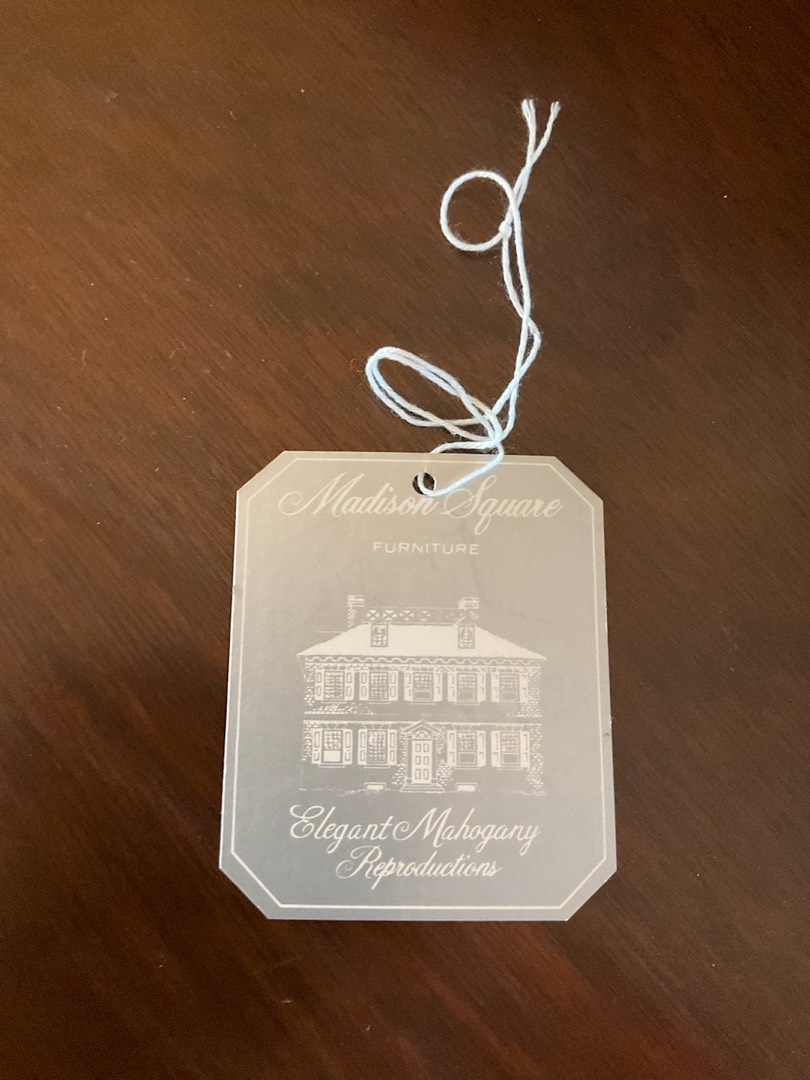 Madison Square
FURNITURE
Elegant Mahogany
Reproductions